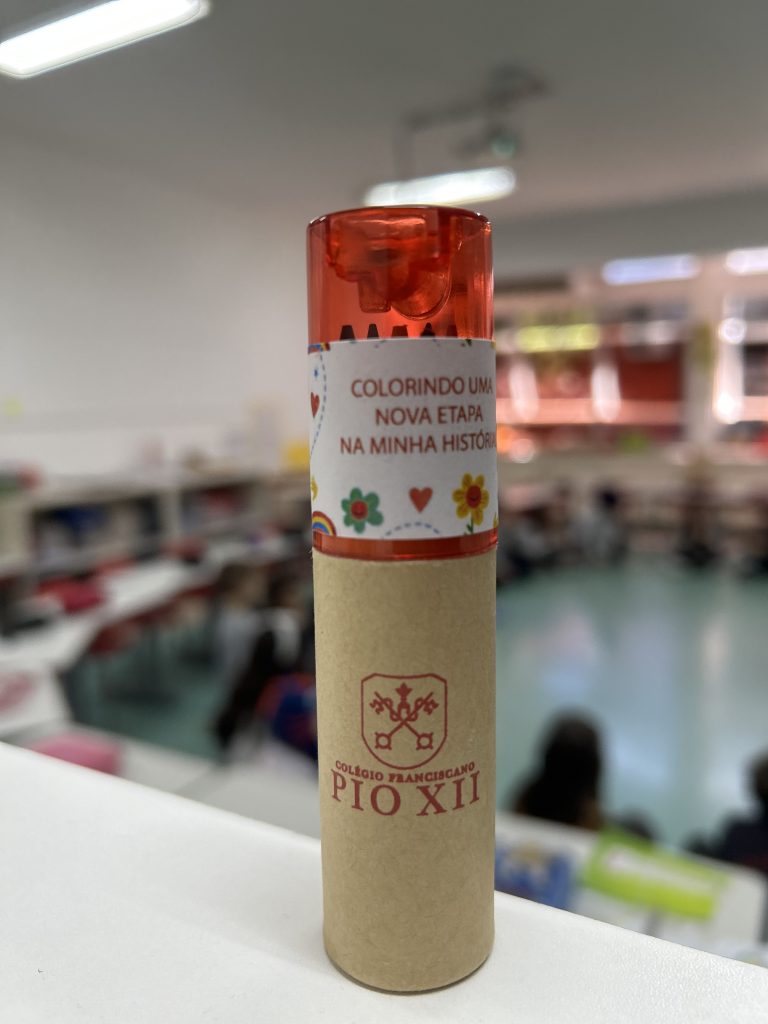 COLORINDO UMA
NOVA ETAPA
NA MINHA HISTÓRIA
COLÉGIO FRANCISCANO
PIO XII